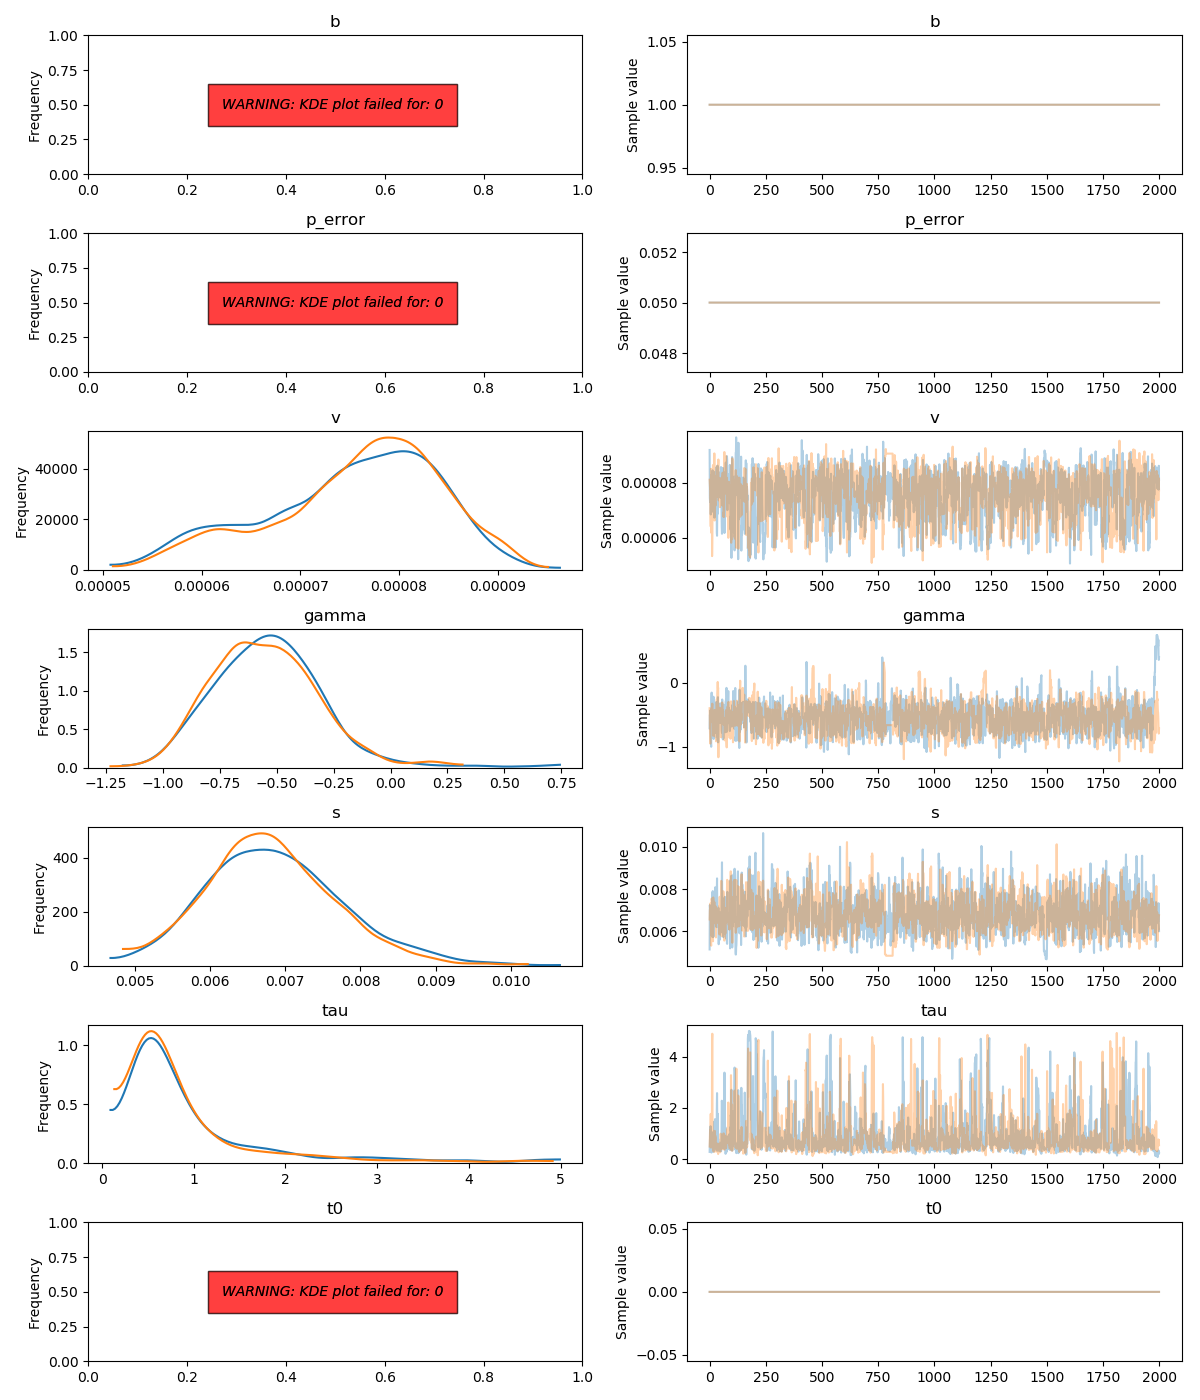 b
1.00
0.75
0.50
0.25
0.00
Frequency
WARNING: KDE plot failed for: 0
0.0 0.2 0.4 0.6 0.8 1.0
b
1.05
1.00
0.95
Sample value
0 250 500 750 1000 1250 1500 1750 2000
p_error
1.00
0.75
0.50
0.25
0.00
Frequency
WARNING: KDE plot failed for: 0
0.0 0.2 0.4 0.6 0.8 1.0
p_error
0.052
0.050
0.048
Sample value
0 250 500 750 1000 1250 1500 1750 2000
v
40000
20000
0
Frequency
0.00005 0.00006 0.00007 0.00008 0.00009
v
0.00008
0.00006
Sample value
0 250 500 750 1000 1250 1500 1750 2000
gamma
1.5
1.0
0.5
0.0
Frequency
−1.25 −1.00 −0.75 −0.50 −0.25 0.00 0.25 0.50 0.75
gamma
0
−1
Sample value
0 250 500 750 1000 1250 1500 1750 2000
s
400
200
0
Frequency
0.005 0.006 0.007 0.008 0.009 0.010
s
0.010
0.008
0.006
Sample value
0 250 500 750 1000 1250 1500 1750 2000
tau
1.0
0.5
0.0
Frequency
0 1 2 3 4 5
tau
4
2
0
Sample value
0 250 500 750 1000 1250 1500 1750 2000
t0
1.00
0.75
0.50
0.25
0.00
Frequency
WARNING: KDE plot failed for: 0
0.0 0.2 0.4 0.6 0.8 1.0
t0
0.05
0.00
−0.05
Sample value
0 250 500 750 1000 1250 1500 1750 2000